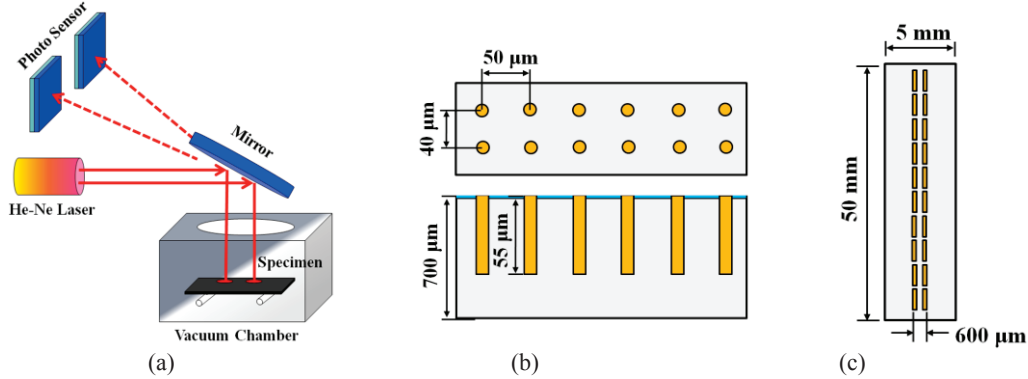 Photo Sensor
Mirror
He-Ne Laser
Specimen
Vacuum Chamber
(a)
50 μm
40 μm
700 μm
55 μm
(b)
5 mm
50 mm
600 μm
(c)